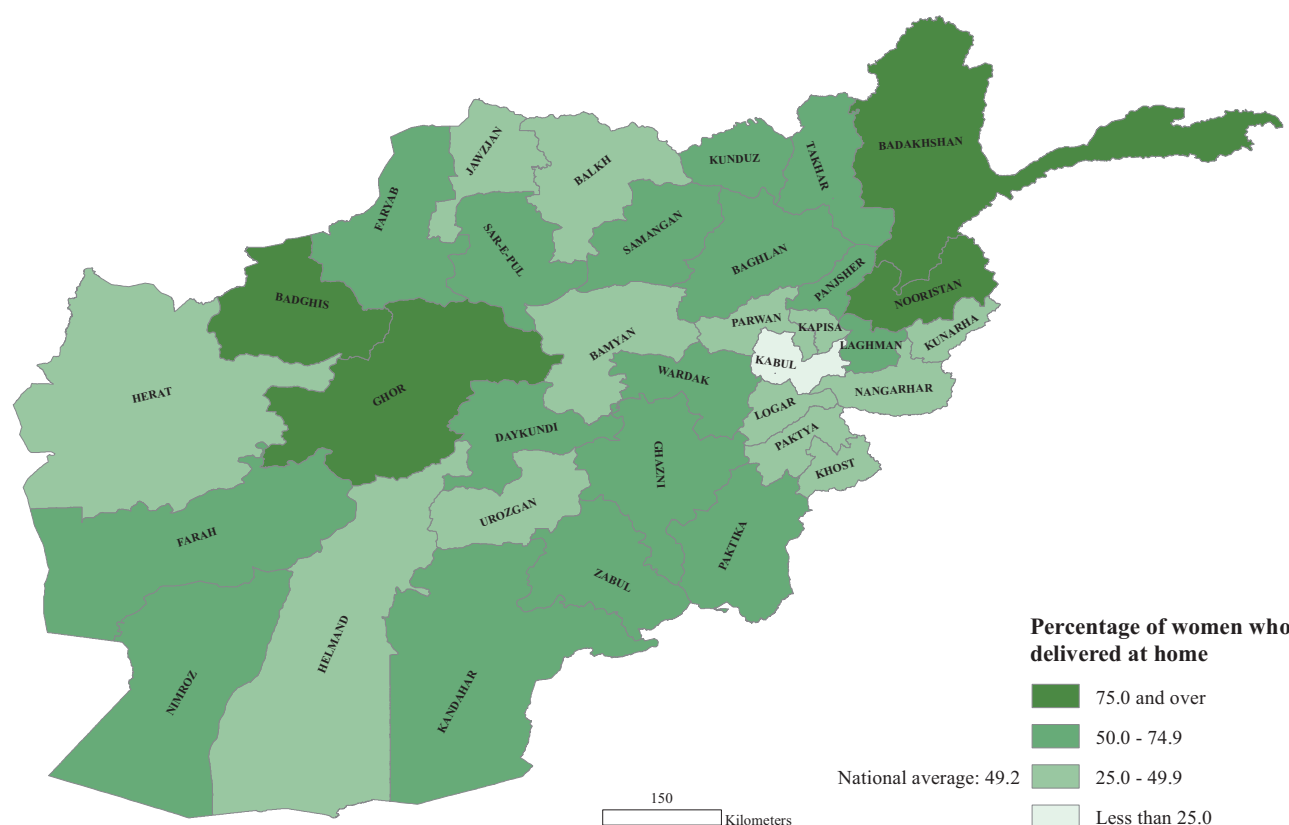 JAWZJAN
BALKH
KUNDUZ
TAKHAR
BADAKHSHAN
FARYAB
SAR-E-PUL
SAMANGAN
BAGHLAN
PANJSHER
NOORISTAN
BADGHIS
PARWAN
KAPISA
KUNARHA
LAGHMAN
BAMYAN
KABUL
WARDAK
NANGARHAR
HERAT
GHOR
LOGAR
DAYKUNDI
PAKTYA
GHAZNI
KHOST
UROZGAN
FARAH
PAKTIKA
ZABUL
HELMAND
NIMROZ
KANDAHAR
Percentage of women who
delivered at home
75.0 and over
50.0 - 74.9
National average: 49.2
25.0 - 49.9
Less than 25.0
150
Kilometers